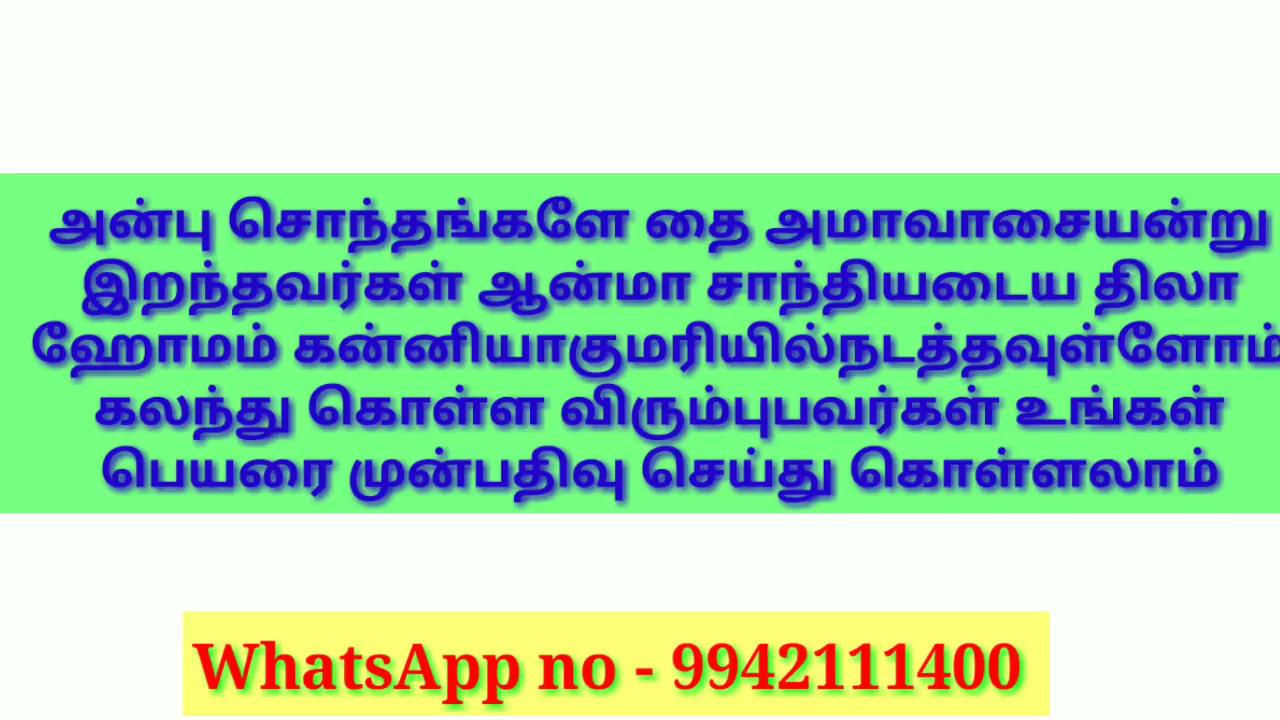 அன்பு சொந்தங்களே தை அமாவாசையன்று
இறந்தவர்கள் ஆன்மா சாந்தியடைய திலா
ஹோமம் கன்னியாகுமரியில்நடத்தவுள்ளோம்
கலந்து கொள்ள விரும்புபவர்கள் உங்கள்
பெயரை முன்பதிவு செய்து கொள்ளலாம்
WhatsApp no - 9942111400